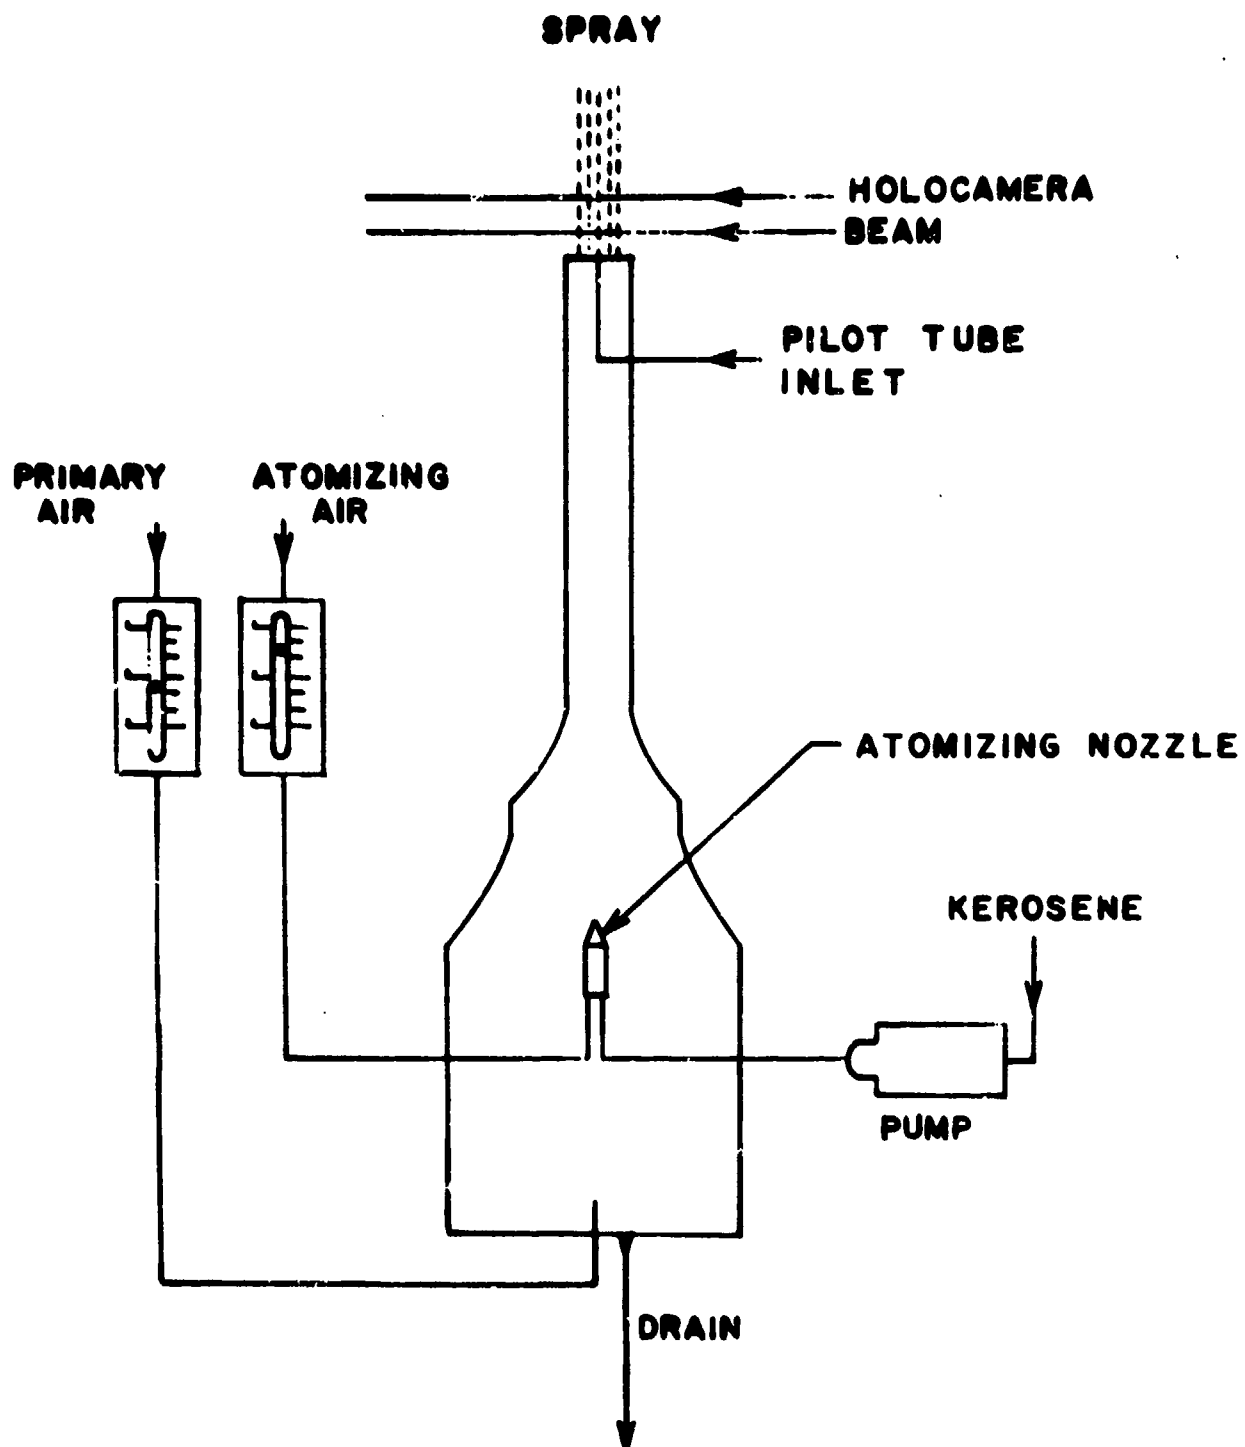 SPRAY
HOLOCAMERA
BEAM
PILOT TUBE
INLET
PRIMARY
AIR
ATOMIZING
AIR
ATOMIZING NOZZLE
KEROSENE
PUMP
DRAIN